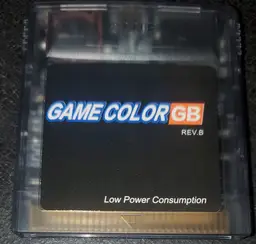 GAME COLOR GB
REV.B
Low Power Consumption